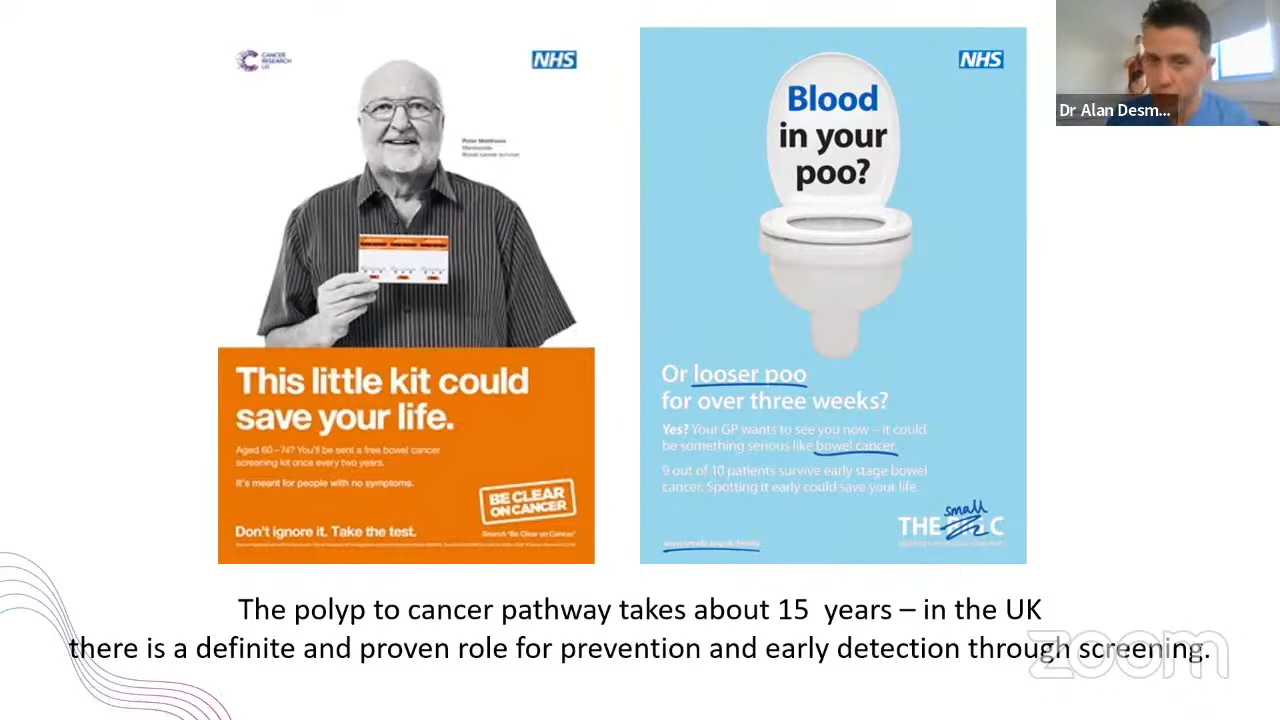 CANCER
RESEARCH
UK
NHS
Peter Matthews
Merseyside
Bowel cancer survivor
This little kit could
save your life.
Aged 60–74? You'll be sent a free bowel cancer
screening kit once every two years.
It's meant for people with no symptoms.
BE CLEAR
ON CANCER
Don't ignore it. Take the test.
Search 'Be Clear on Cancer'
NHS
Blood
in your
poo?
Or looser poo
for over three weeks?
Yes? Your GP wants to see you now – it could
be something serious like bowel cancer.
9 out of 10 patients survive early stage bowel
cancer. Spotting it early could save your life.
small
THE BIG C
Dr Alan Desm...
The polyp to cancer pathway takes about 15 years – in the UK
there is a definite and proven role for prevention and early detection through screening.
zoom